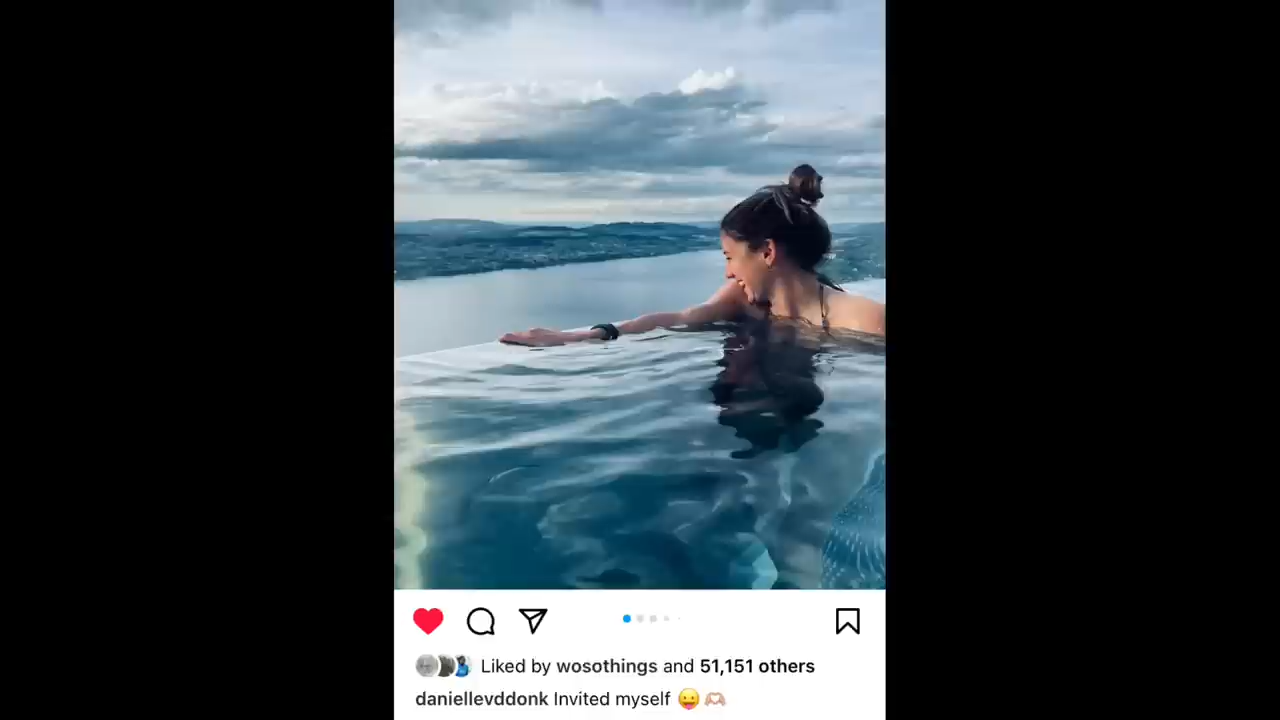 Liked by wosothings and 51,151 others
daniellevddonk Invited myself 😛🫶🏼